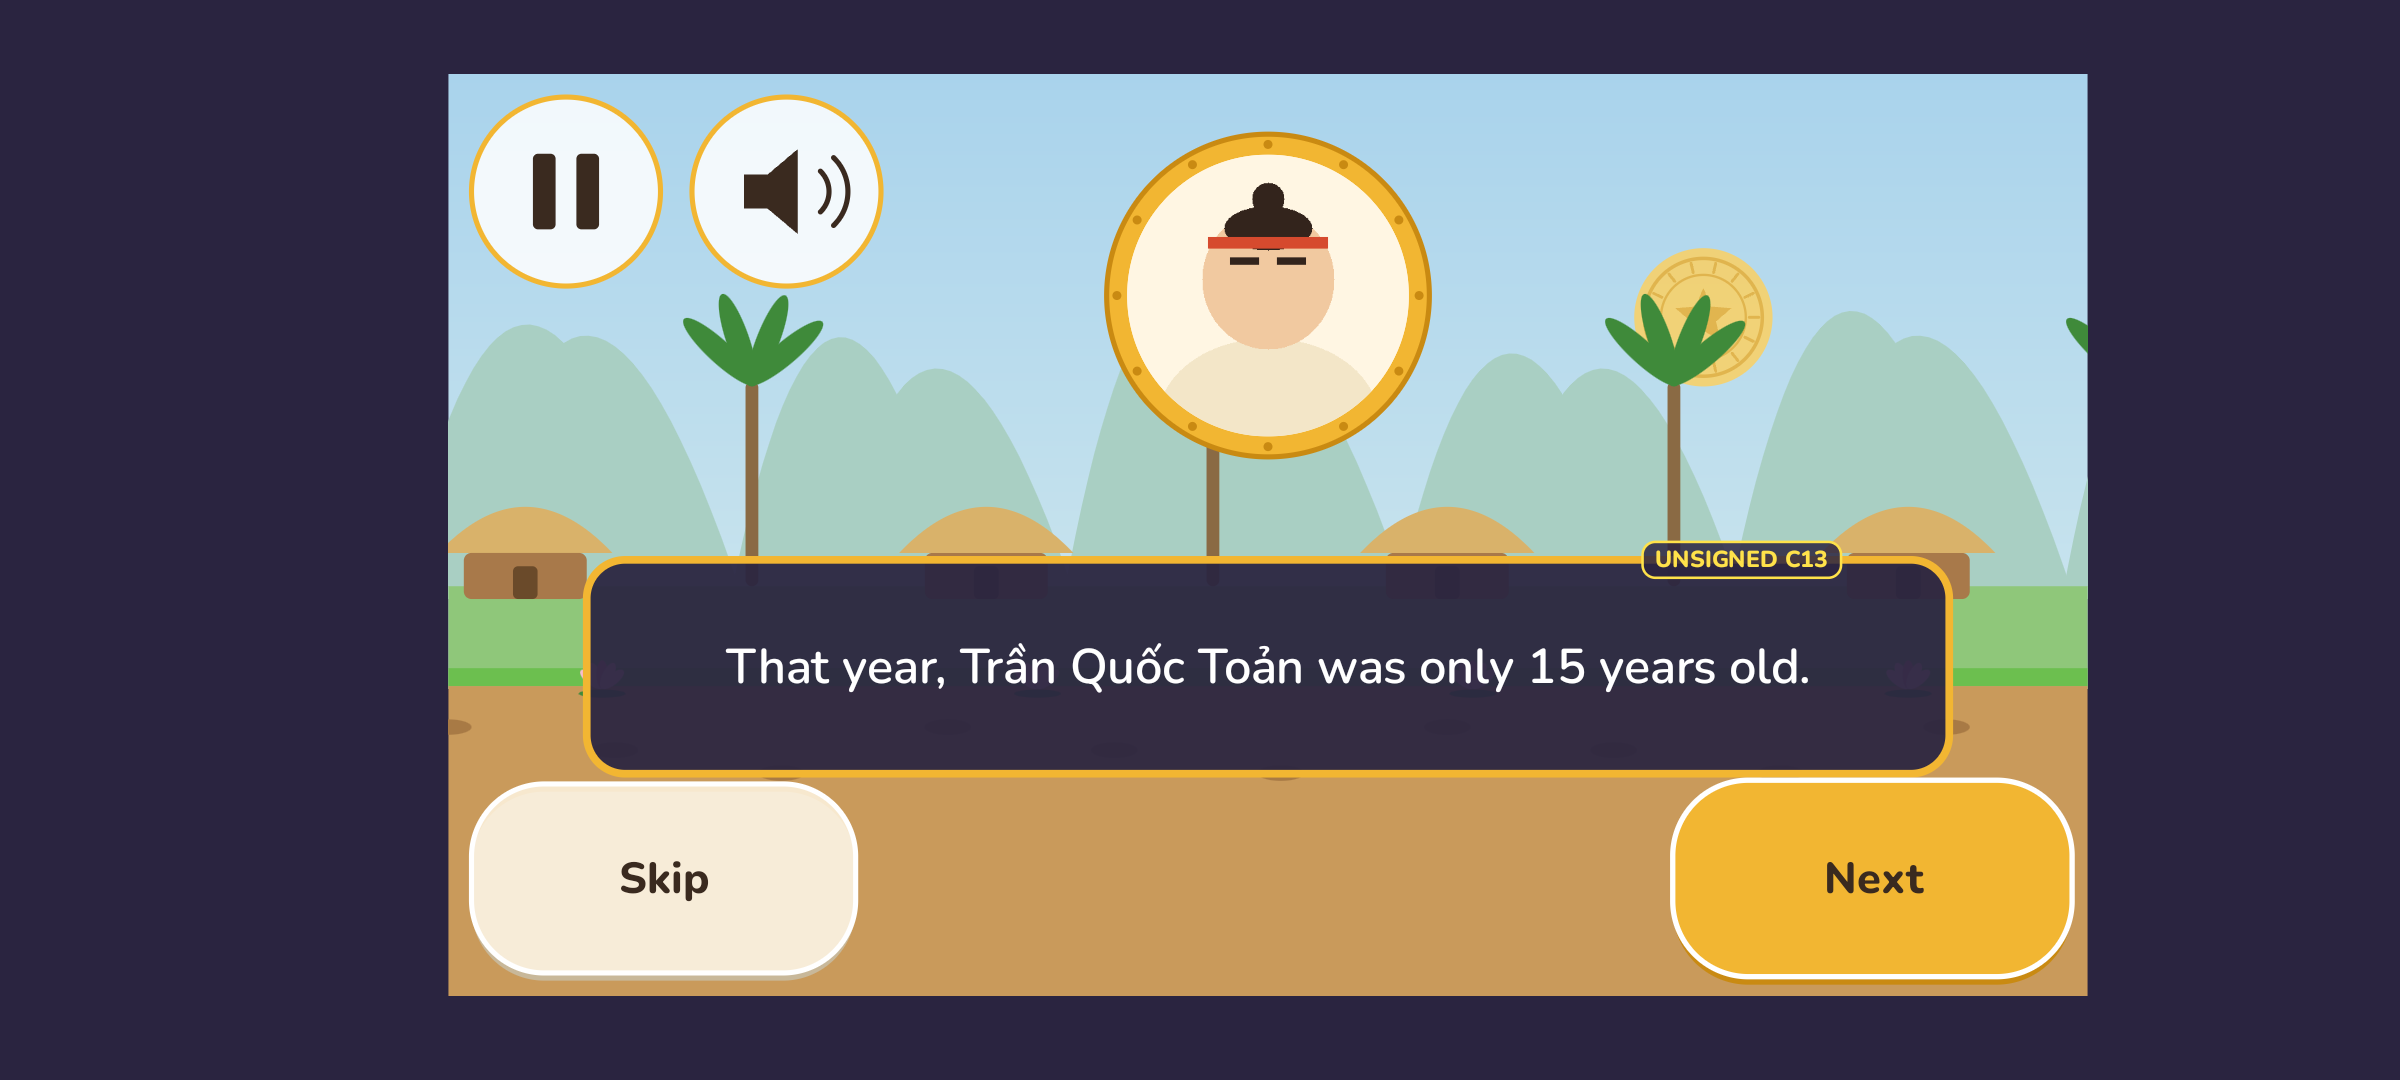 UNSIGNED C13
That year, Trần Quốc Toản was only 15 years old.
Skip
Next